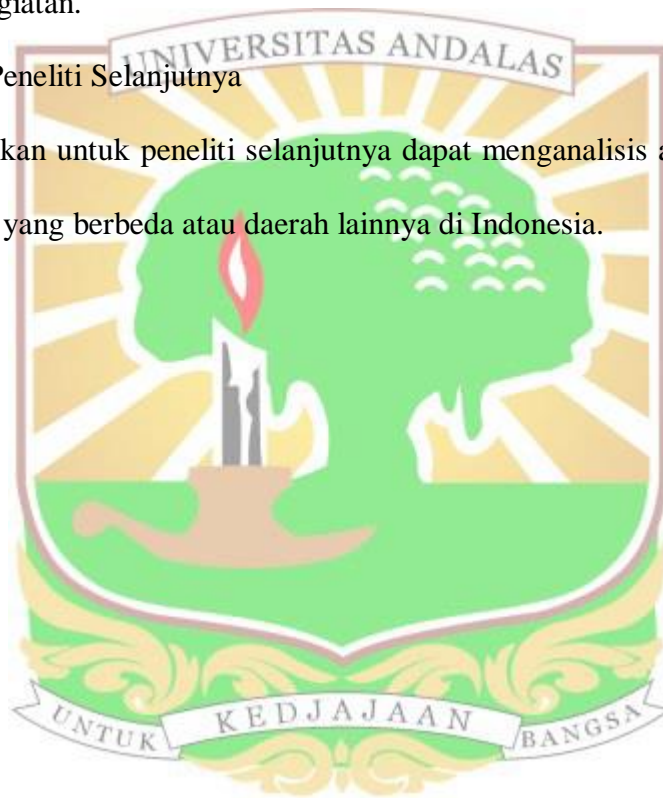 giatan.
UNIVERSITAS ANDALAS
Peneliti Selanjutnya
kan untuk peneliti selanjutnya dapat menganalisis a
yang berbeda atau daerah lainnya di Indonesia.
UNTUK KEDJAJAAN BANGSA